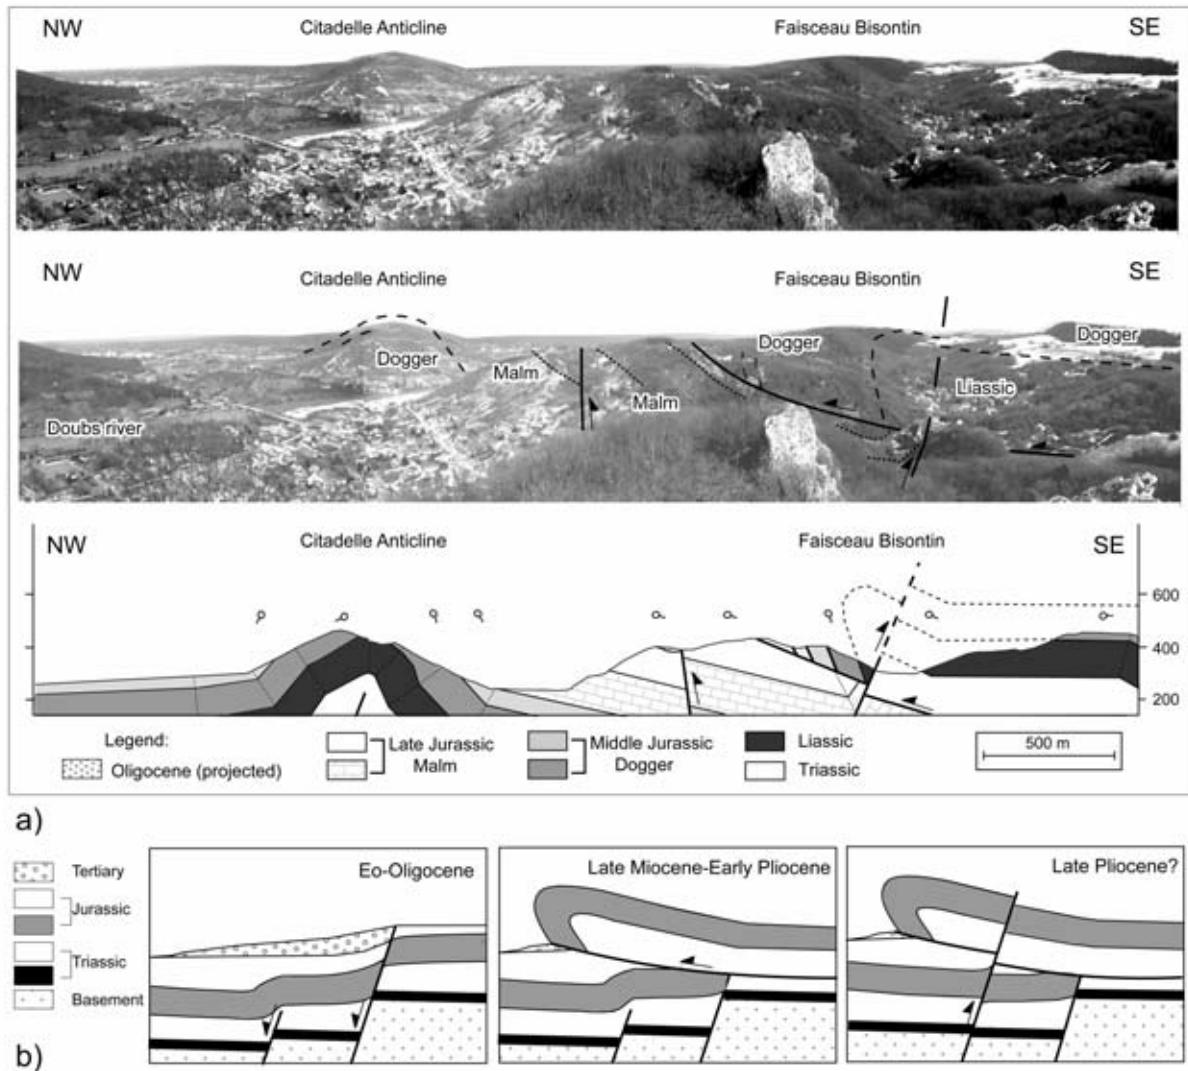 NW Citadelle Anticline Faisceau Bisontin SE
NW Citadelle Anticline Faisceau Bisontin SE
Dogger Dogger Dogger
Malm Malm Liassic
Doubs river
NW Citadelle Anticline Faisceau Bisontin SE
600
400
200
Legend:
Oligocene (projected)
Late Jurassic
Malm
Middle Jurassic
Dogger
Liassic
Triassic
500 m
a)
Tertiary
Jurassic
Triassic
Basement
Eo-Oligocene
Late Miocene-Early Pliocene
Late Pliocene?
b)